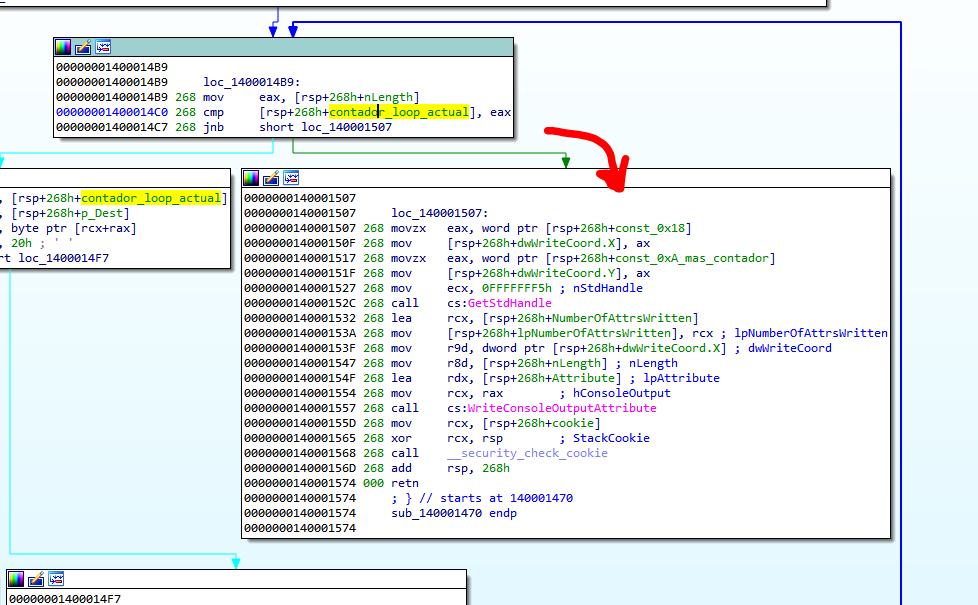 00000001400014B9
00000001400014B9 loc_1400014B9:
00000001400014B9 268 mov eax, [rsp+268h+nLength]
00000001400014C0 268 cmp [rsp+268h+contador_loop_actual], eax
00000001400014C7 268 jnb short loc_140001507
, [rsp+268h+contador_loop_actual]
, [rsp+268h+p_Dest]
, byte ptr [rcx+rax]
, 20h ; ' '
rt loc_1400014F7
0000000140001507
0000000140001507 loc_140001507:
0000000140001507 268 movzx eax, word ptr [rsp+268h+const_0x18]
000000014000150F 268 mov [rsp+268h+dwWriteCoord.X], ax
0000000140001517 268 movzx eax, word ptr [rsp+268h+const_0xA_mas_contador]
000000014000151F 268 mov [rsp+268h+dwWriteCoord.Y], ax
0000000140001527 268 mov ecx, 0FFFFFFF5h ; nStdHandle
000000014000152C 268 call cs:GetStdHandle
0000000140001532 268 lea rcx, [rsp+268h+NumberOfAttrsWritten]
000000014000153A 268 mov [rsp+268h+lpNumberOfAttrsWritten], rcx ; lpNumberOfAttrsWritten
000000014000153F 268 mov r9d, dword ptr [rsp+268h+dwWriteCoord.X] ; dwWriteCoord
0000000140001547 268 mov r8d, [rsp+268h+nLength] ; nLength
000000014000154F 268 lea rdx, [rsp+268h+Attribute] ; lpAttribute
0000000140001554 268 mov rcx, rax ; hConsoleOutput
0000000140001557 268 call cs:WriteConsoleOutputAttribute
000000014000155D 268 mov rcx, [rsp+268h+cookie]
0000000140001565 268 xor rcx, rsp ; StackCookie
0000000140001568 268 call __security_check_cookie
000000014000156D 268 add rsp, 268h
0000000140001574 000 retn
0000000140001574 ; } // starts at 140001470
0000000140001574 sub_140001470 endp
0000000140001574
00000001400014F7